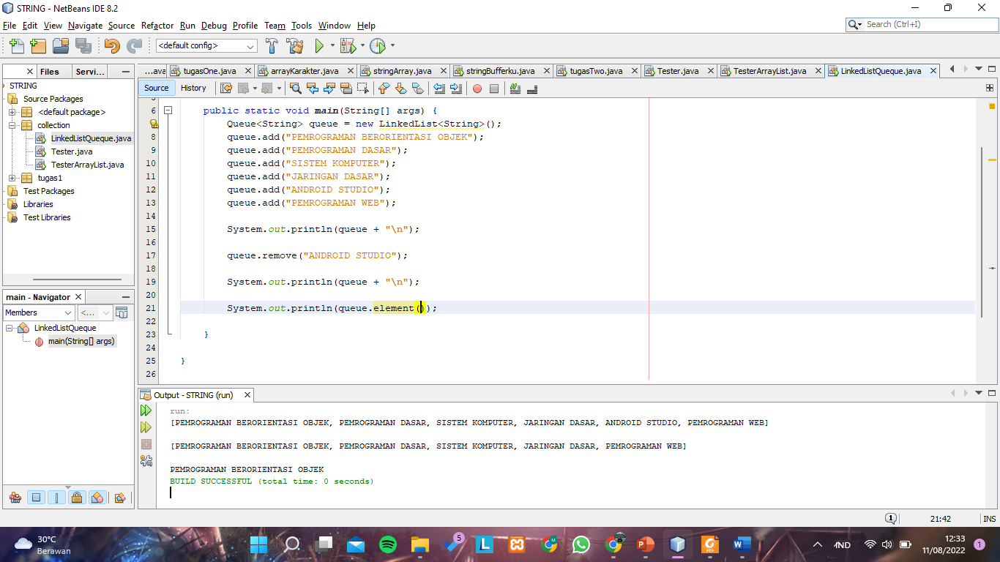 STRING - NetBeans IDE 8.2
File Edit View Navigate Source Refactor Run Debug Profile Team Tools Window Help
Search (Ctrl+I)
<default config>
Files Servi...
...ava tugasOne.java arrayKarakter.java stringArray.java stringBufferku.java tugasTwo.java Tester.java TesterArrayList.java LinkedListQueque.java
Source History
STRING
Source Packages
<default package>
collection
LinkedListQueque.java
Tester.java
TesterArrayList.java
tugas1
Test Packages
Libraries
Test Libraries
main - Navigator
Members <...
LinkedListQueque
main(String[] args)
6 public static void main(String[] args) {
Queue<String> queue = new LinkedList<String>();
8 queue.add("PEMROGRAMAN BERORIENTASI OBJEK");
9 queue.add("PEMROGRAMAN DASAR");
10 queue.add("SISTEM KOMPUTER");
11 queue.add("JARINGAN DASAR");
12 queue.add("ANDROID STUDIO");
13 queue.add("PEMROGRAMAN WEB");
14
15 System.out.println(queue + "\n");
16
17 queue.remove("ANDROID STUDIO");
18
19 System.out.println(queue + "\n");
20
21 System.out.println(queue.element());
22
23 }
24
25 }
26
Output - STRING (run)
run:
[PEMROGRAMAN BERORIENTASI OBJEK, PEMROGRAMAN DASAR, SISTEM KOMPUTER, JARINGAN DASAR, ANDROID STUDIO, PEMROGRAMAN WEB]
[PEMROGRAMAN BERORIENTASI OBJEK, PEMROGRAMAN DASAR, SISTEM KOMPUTER, JARINGAN DASAR, PEMROGRAMAN WEB]
PEMROGRAMAN BERORIENTASI OBJEK
BUILD SUCCESSFUL (total time: 0 seconds)
1 21:42 INS
30°C
Berawan
5
IND
12:33
11/08/2022
1